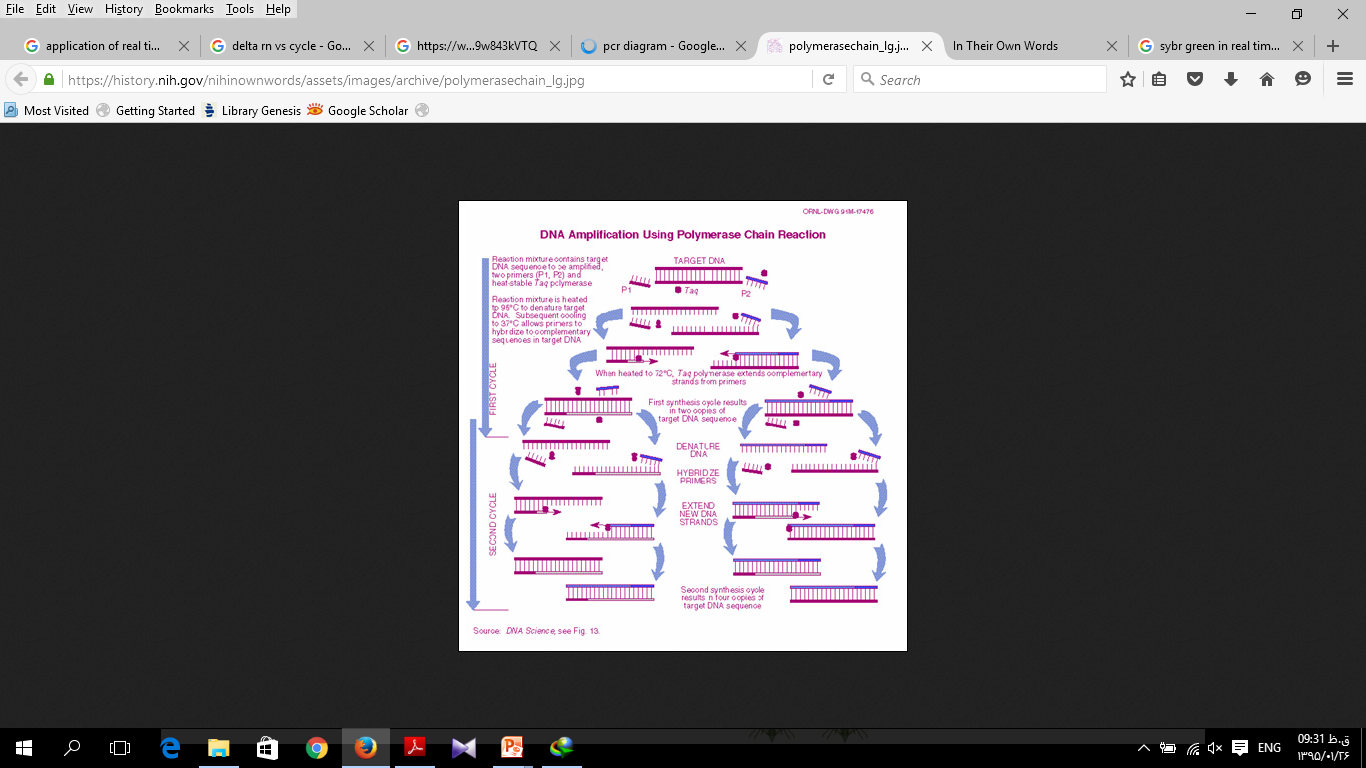 File Edit View History Bookmarks Tools Help
application of real ti...
delta rn vs cycle - Go...
https://w...9w843kVTQ
pcr diagram - Google...
polymerasechain_lg.j...
In Their Own Words
sybr green in real tim...
https://history.nih.gov/nihinownwords/assets/images/archive/polymerasechain_lg.jpg
Search
Most Visited Getting Started Library Genesis Google Scholar
ORNL-DWG 91M-17476
DNA Amplification Using Polymerase Chain Reaction
Reaction mixture contains target
DNA sequence to be amplified,
two primers (P1, P2) and
heat-stable Taq polymerase
TARGET DNA
P1
Taq
P2
Reaction mixture is heated
to 95°C to denature target
DNA. Subsequent cooling
to 37°C allows primers to
hybridize to complementary
sequences in target DNA
When heated to 72°C, Taq polymerase extends complementary
strands from primers
FIRST CYCLE
First synthesis cycle results
in two copies of
target DNA sequence
DENATURE
DNA
HYBRIDIZE
PRIMERS
EXTEND
NEW DNA
STRANDS
SECOND CYCLE
Second synthesis cycle
results in four copies of
target DNA sequence
Source: DNA Science, see Fig. 13.
ENG
09:31 ق.ظ
۱۳۹۵/۰۱/۲۶